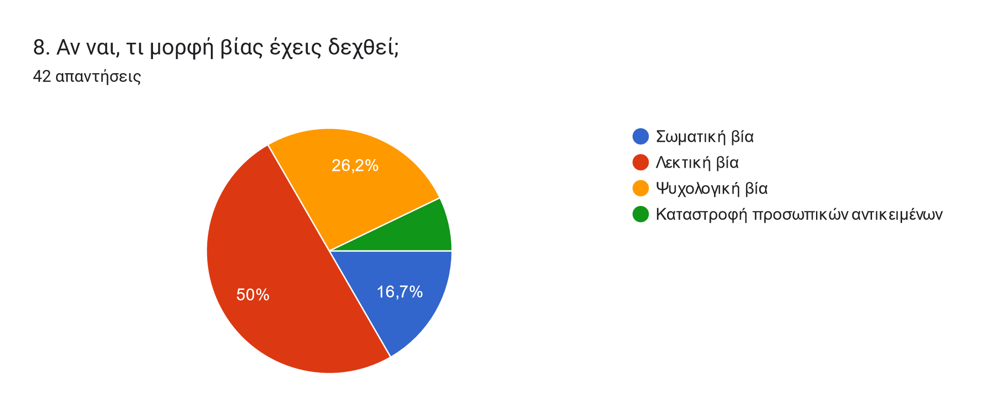 8. Αν ναι, τι μορφή βίας έχεις δεχθεί;
42 απαντήσεις
26,2%
50%
16,7%
Σωματική βία
Λεκτική βία
Ψυχολογική βία
Καταστροφή προσωπικών αντικειμένων